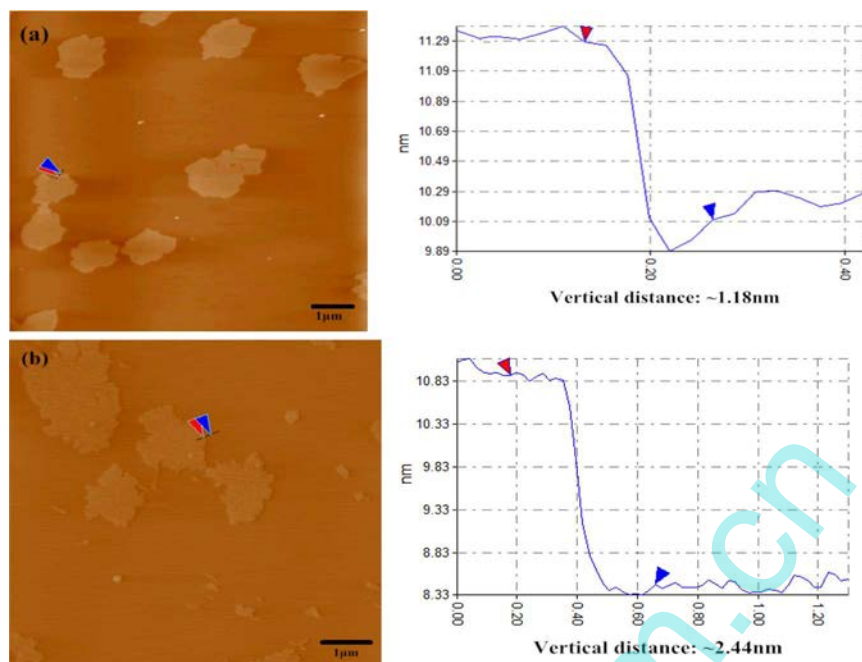 (a)
1μm
nm
11.29
11.09
10.89
10.69
10.49
10.29
10.09
9.89
0.00
0.20
0.40
Vertical distance: ~1.18nm
(b)
1μm
nm
10.83
10.33
9.83
9.33
8.83
8.33
0.00
0.20
0.40
0.60
0.80
1.00
1.20
Vertical distance: ~2.44nm
m.cn